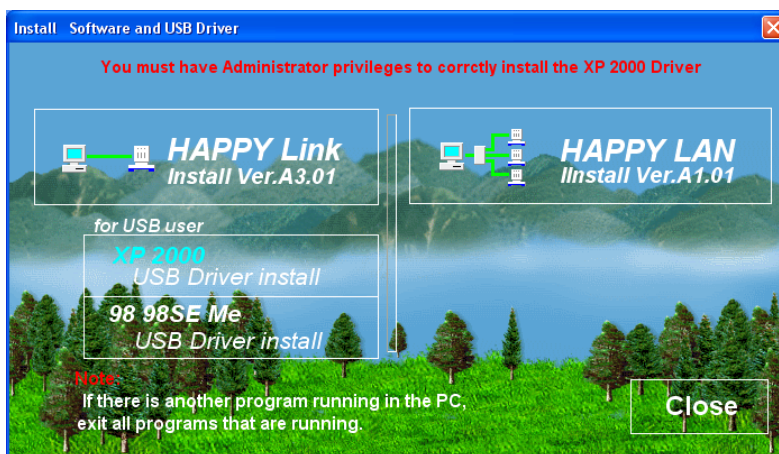 Install Software and USB Driver
You must have Administrator privileges to corrctly install the XP 2000 Driver
HAPPY Link
Install Ver.A3.01
HAPPY LAN
IInstall Ver.A1.01
for USB user
XP 2000
USB Driver install
98 98SE Me
USB Driver install
Note:
If there is another program running in the PC,
exit all programs that are running.
Close